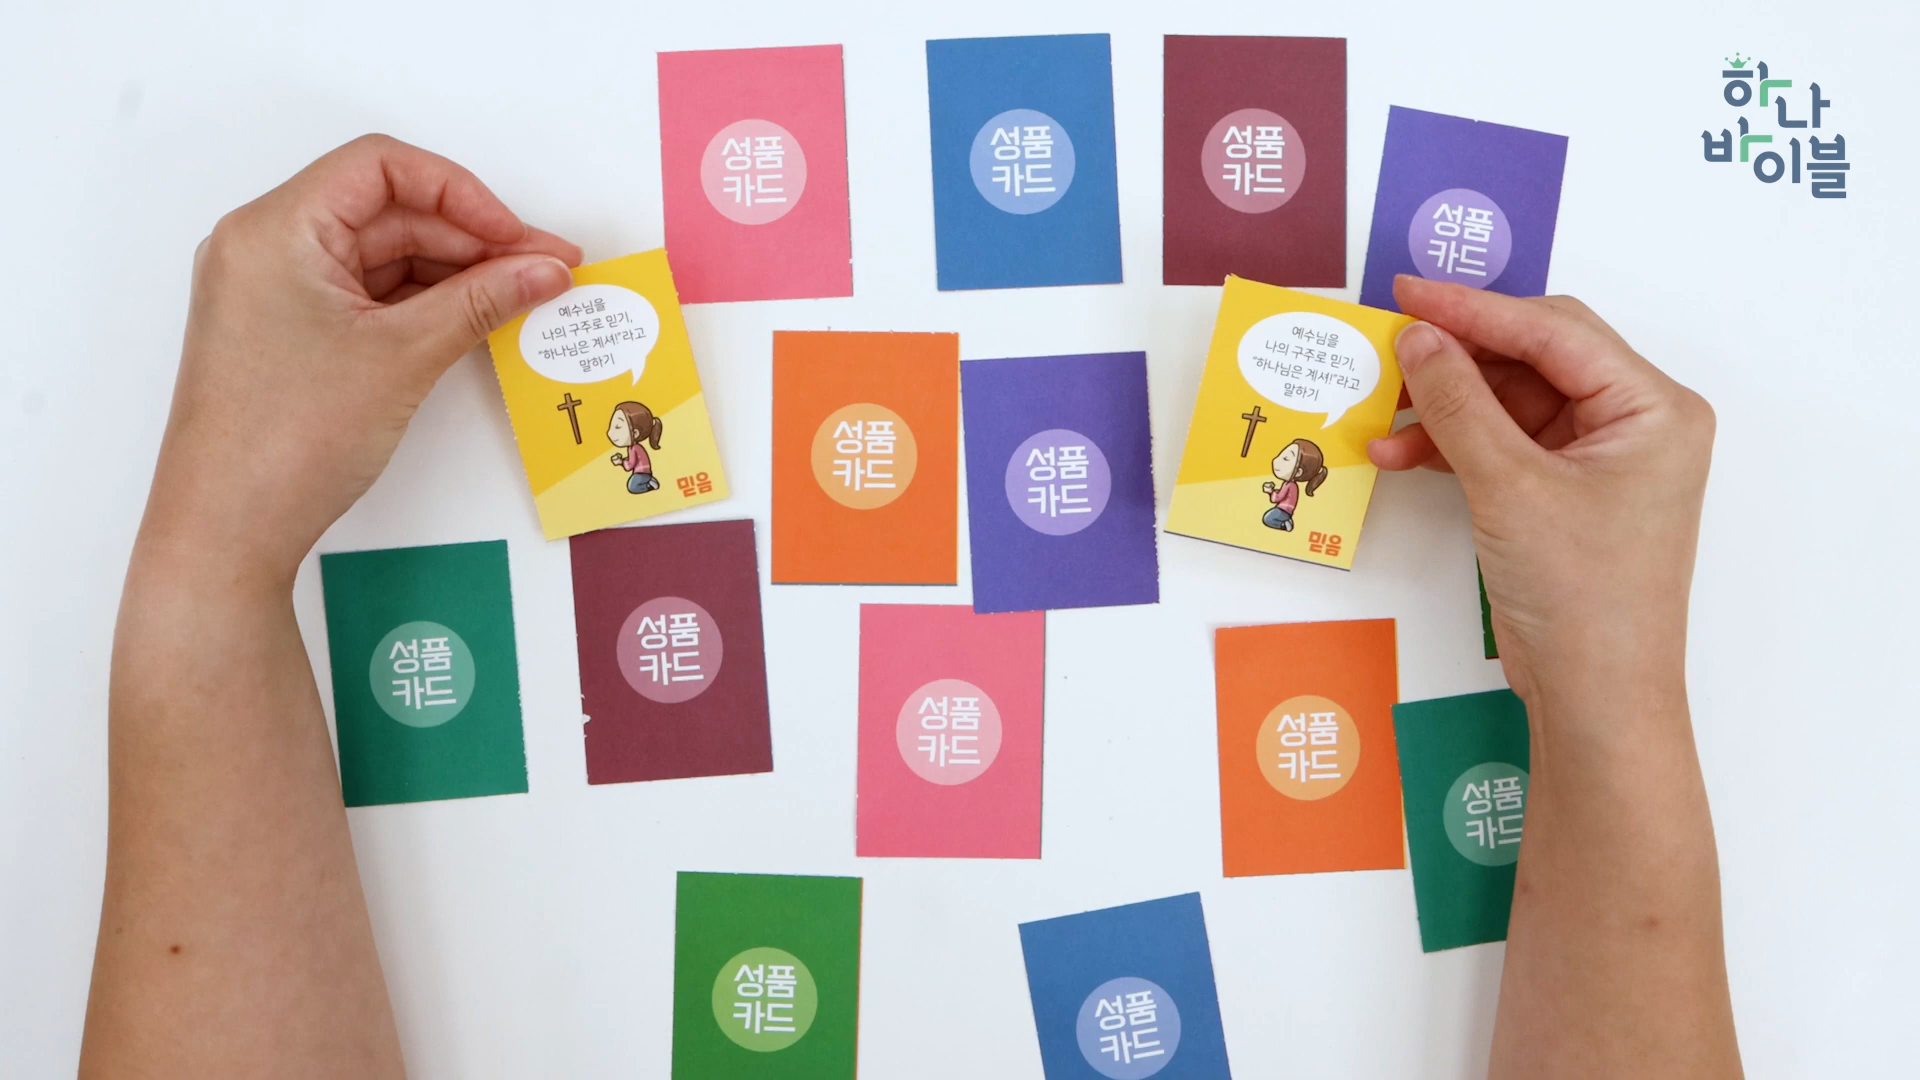 하나
바이블
성품
카드
성품
카드
성품
카드
성품
카드
예수님을
나의 구주로 믿기,
"하나님은 계셔!"라고
말하기
믿음
예수님을
나의 구주로 믿기,
"하나님은 계셔!"라고
말하기
믿음
성품
카드
성품
카드
성품
카드
성품
카드
성품
카드
성품
카드
성품
카드
성품
카드
성품
카드